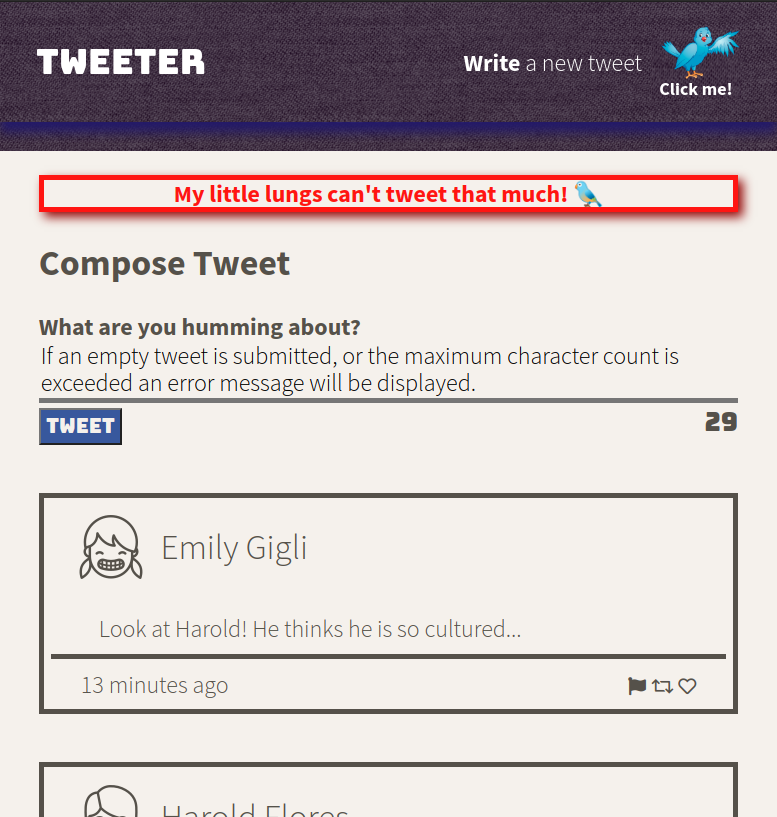 TWEETER
Write a new tweet
Click me!
My little lungs can't tweet that much! 🦜
Compose Tweet
What are you humming about?
If an empty tweet is submitted, or the maximum character count is
exceeded an error message will be displayed.
TWEET
29
Emily Gigli
Look at Harold! He thinks he is so cultured...
13 minutes ago
Harold Flores